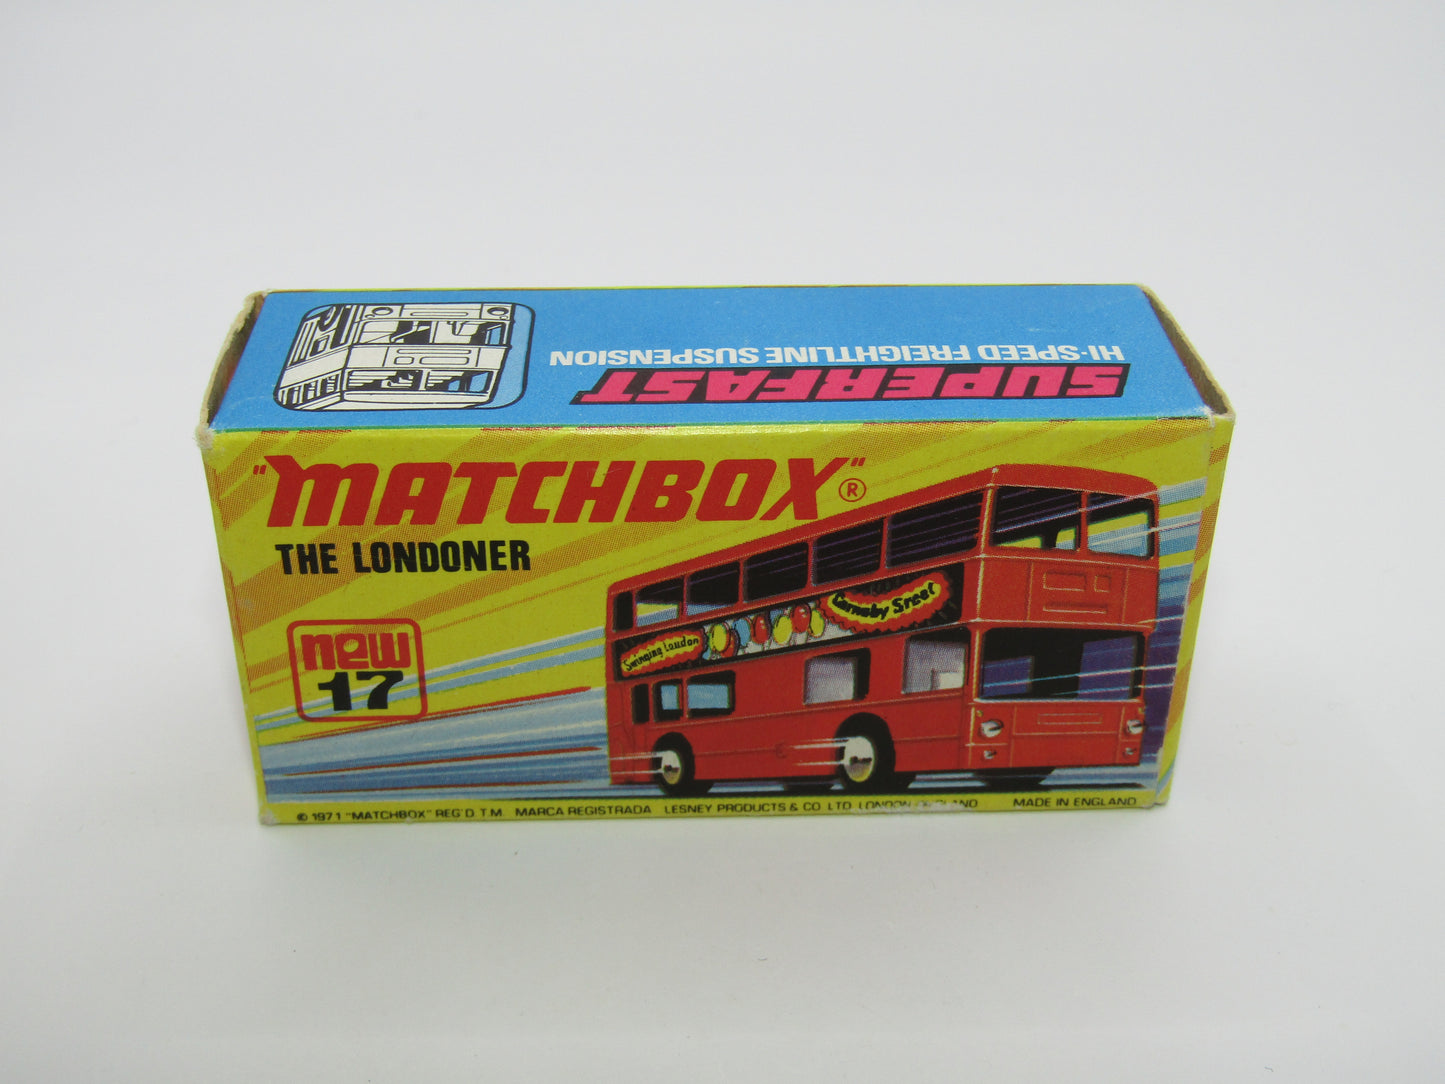 HI-SPEED FREIGHTLINE SUSPENSION
SUPERFAST
"MATCHBOX"®
THE LONDONER
new
17
Swinging London
Carnaby Sreet
© 1971 "MATCHBOX" REG'D T.M. MARCA REGISTRADA LESNEY PRODUCTS & CO. LTD. LONDON ENGLAND MADE IN ENGLAND